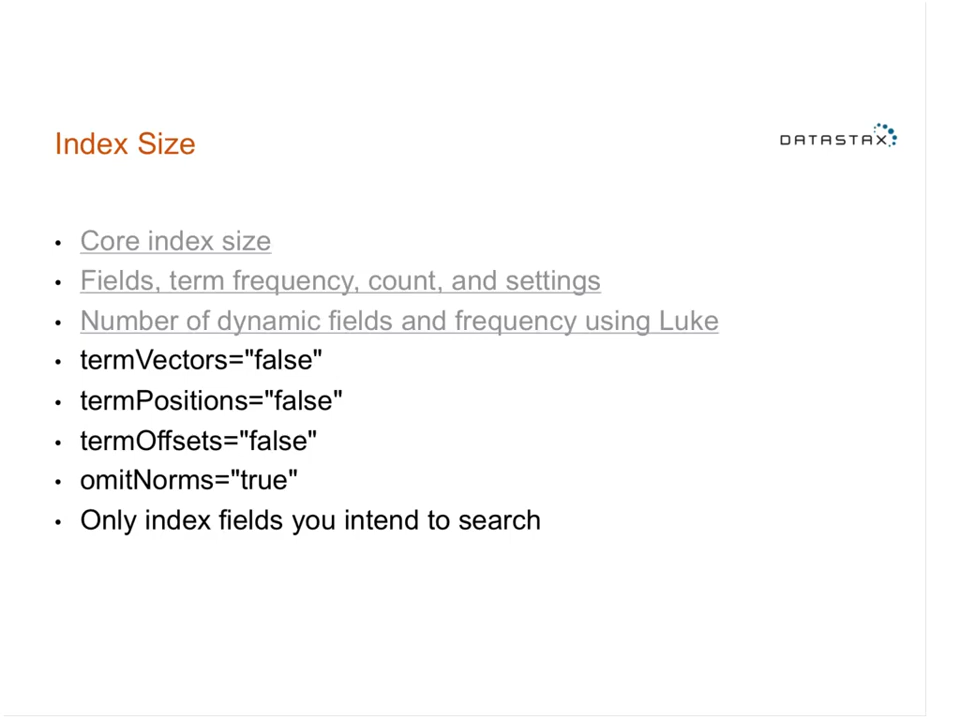 Index Size
DATASTAX
• Core index size
• Fields, term frequency, count, and settings
• Number of dynamic fields and frequency using Luke
• termVectors="false"
• termPositions="false"
• termOffsets="false"
• omitNorms="true"
• Only index fields you intend to search